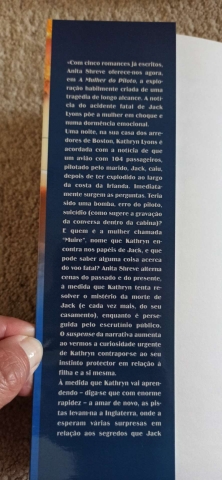 «Com cinco romances já escritos,
Anita Shreve oferece-nos agora,
em A Mulher do Piloto, a explo-
ração habilmente criada de uma
tragédia de longo alcance. A notí-
cia do acidente fatal de Jack
Lyons põe a mulher em choque e
numa dormência emocional.
Uma noite, na sua casa dos arre-
dores de Boston, Kathryn Lyons é
acordada com a notícia de que
um avião com 104 passageiros,
pilotado pelo marido, Jack, caiu,
depois de ter explodido ao largo
da costa da Irlanda. Imediata-
mente surgem as perguntas. Teria
sido uma bomba, erro do piloto,
suicídio (como sugere a gravação
da conversa dentro da cabina)?
E quem é a mulher chamada
"Muire", nome que Kathryn en-
contra nos papéis de Jack, e que
pode saber alguma coisa acerca
do voo fatal? Anita Shreve alterna
cenas do passado e do presente,
à medida que Kathryn tenta reso-
lver o mistério da morte de
Jack (e cada vez mais, do seu
casamento), enquanto é perse-
guida pelo escrutínio público.
O suspense da narrativa aumenta
ao vermos a curiosidade urgente
de Kathryn contrapor-se ao seu
instinto protector em relação à
filha e a si mesma.
À medida que Kathryn vai apren-
dendo – diga-se que com enorme
rapidez – a amar de novo, as pis-
tas levam-na a Inglaterra, onde a
esperam várias surpresas em
relação aos segredos que Jack